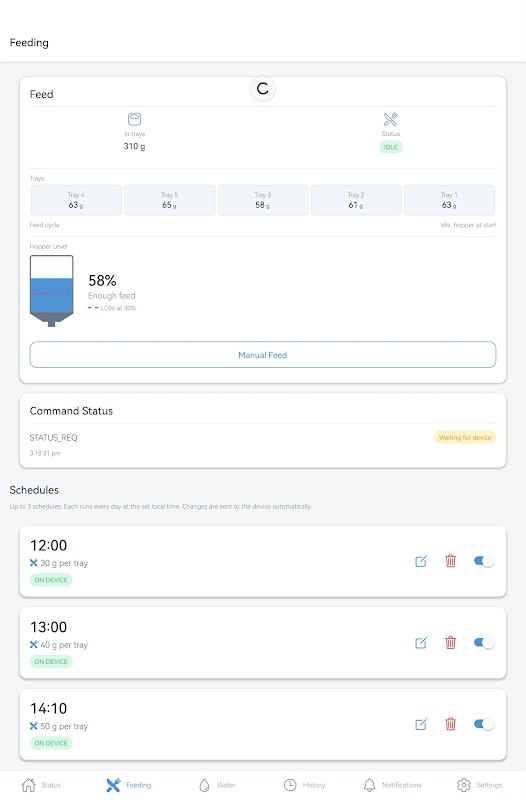 Feeding
Feed
In trays
310 g
Status
IDLE
Trays
Tray 4
63 g
Tray 5
65 g
Tray 3
58 g
Tray 2
61 g
Tray 1
63 g
Feed cycle
Idle, hopper at start
Hopper Level
58%
Enough feed
LOW at 30%
Manual Feed
Command Status
STATUS_REQ
Waiting for device
3:18:31 pm
Schedules
Up to 3 schedules. Each runs every day at the set local time. Changes are sent to the device automatically.
12:00
30 g per tray
ON DEVICE
13:00
40 g per tray
ON DEVICE
14:10
50 g per tray
ON DEVICE
Status
Feeding
Water
History
Notifications
Settings